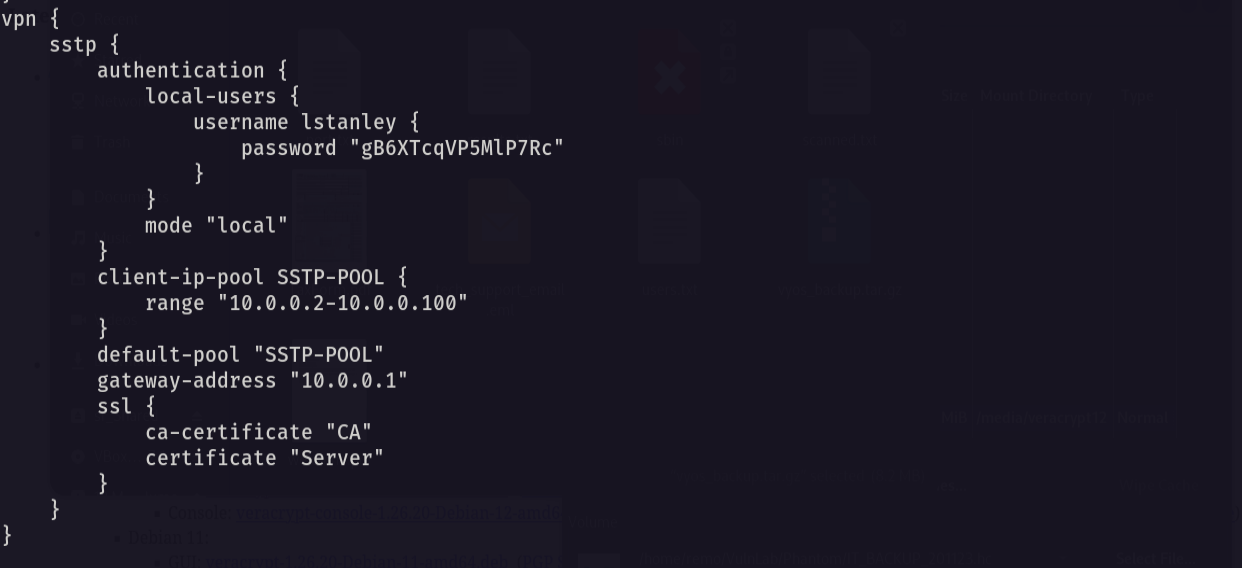 vpn {
sstp {
authentication {
local-users {
username lstanley {
password "gB6XTcqVP5MlP7Rc"
}
}
mode "local"
}
client-ip-pool SSTP-POOL {
range "10.0.0.2-10.0.0.100"
}
default-pool "SSTP-POOL"
gateway-address "10.0.0.1"
ssl {
ca-certificate "CA"
certificate "Server"
}
}
}